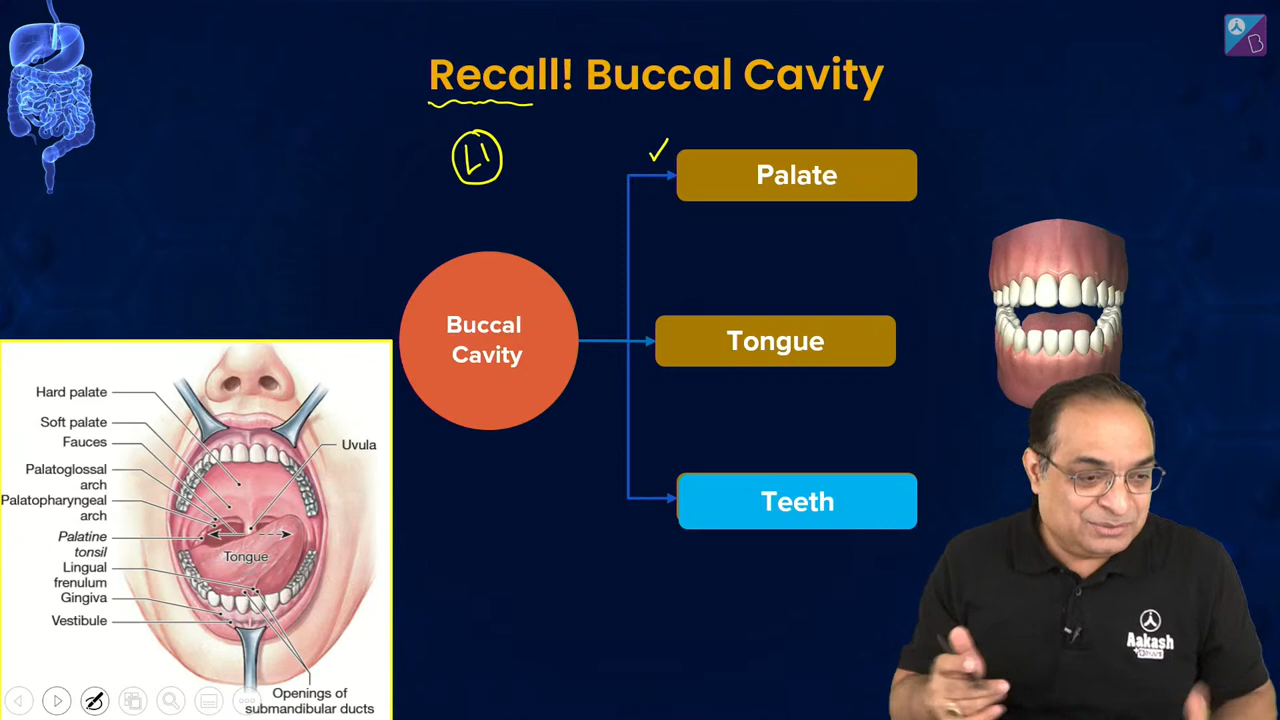 Recall! Buccal Cavity
L1
Palate
Buccal
Cavity
Tongue
Teeth
Hard palate
Soft palate
Fauces
Palatoglossal
arch
Palatopharyngeal
arch
Palatine
tonsil
Lingual
frenulum
Gingiva
Vestibule
Uvula
Tongue
Openings of
submandibular ducts
Aakash
B